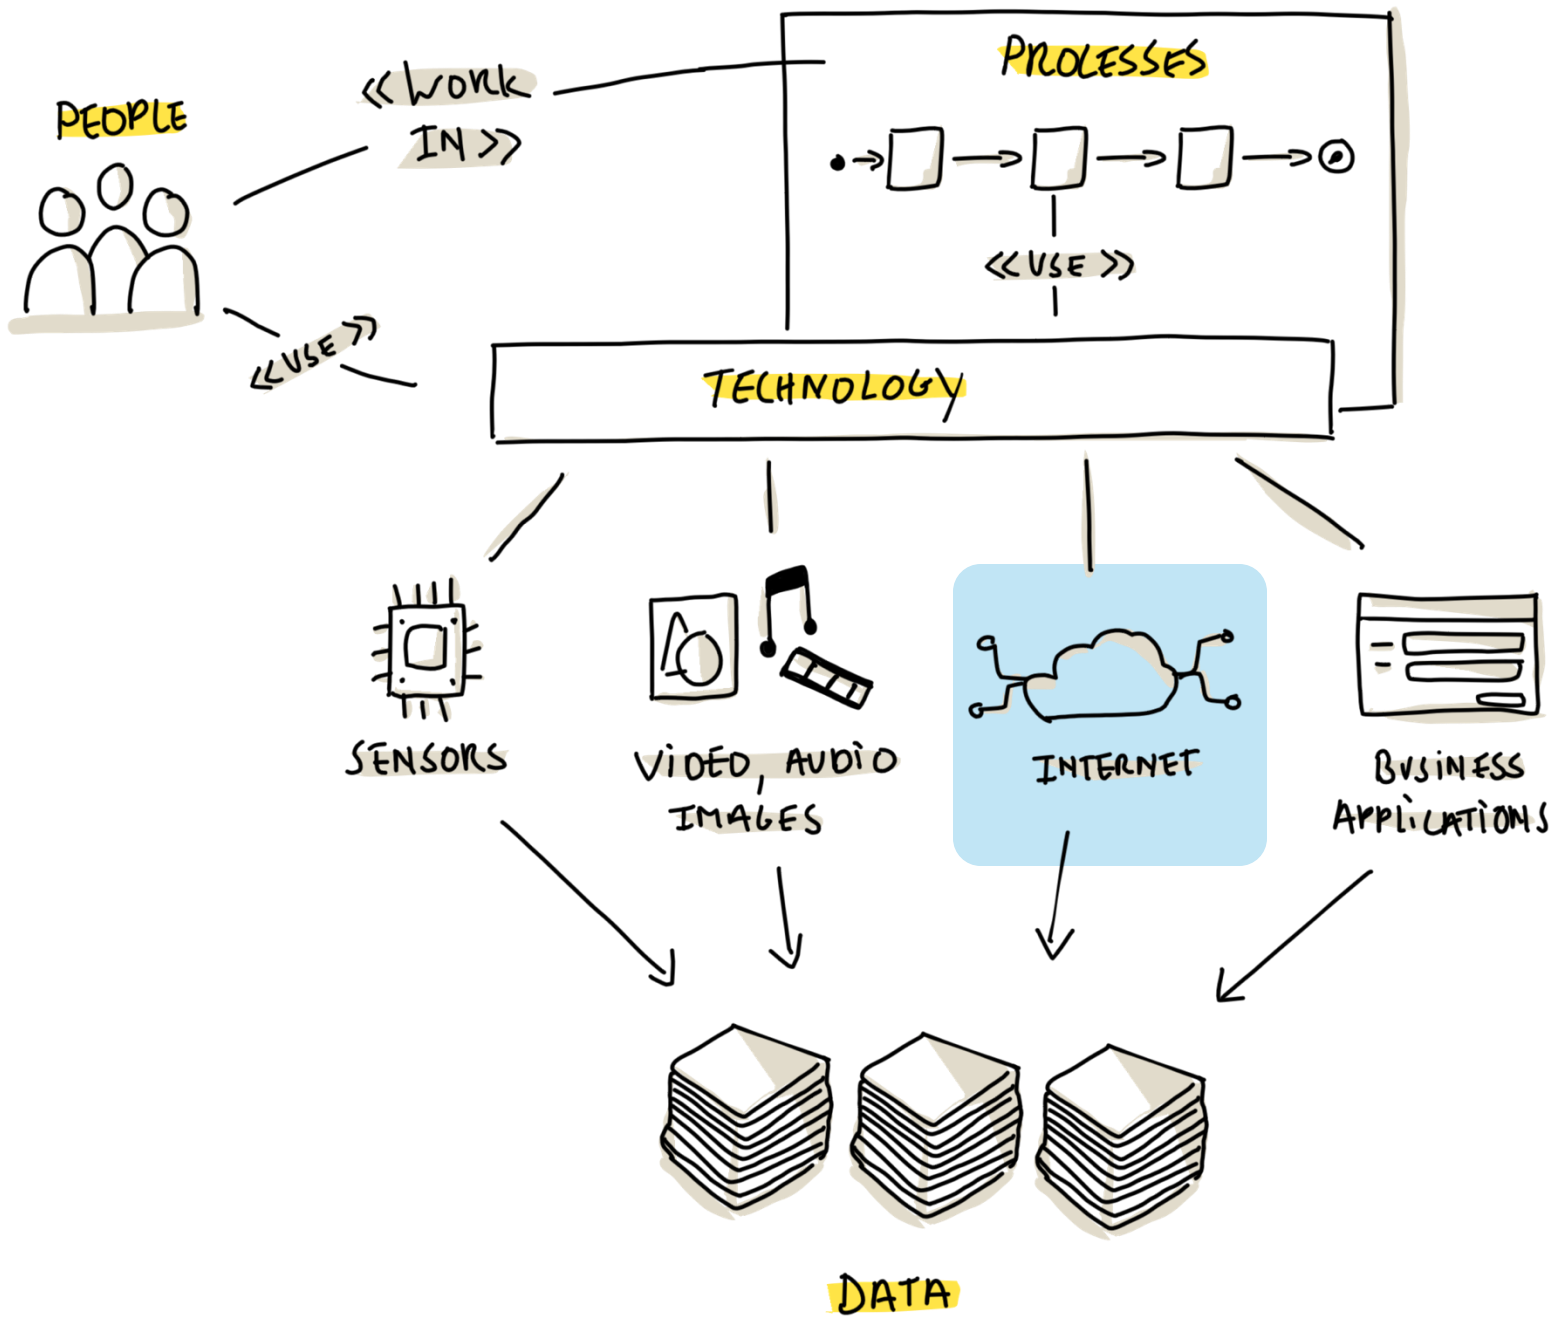 PROCESSES
<< WORK
IN >>
PEOPLE
<< USE >>
<< USE >>
TECHNOLOGY
SENSORS
VIDEO, AUDIO
IMAGES
INTERNET
BUSINESS
APPLICATIONS
DATA